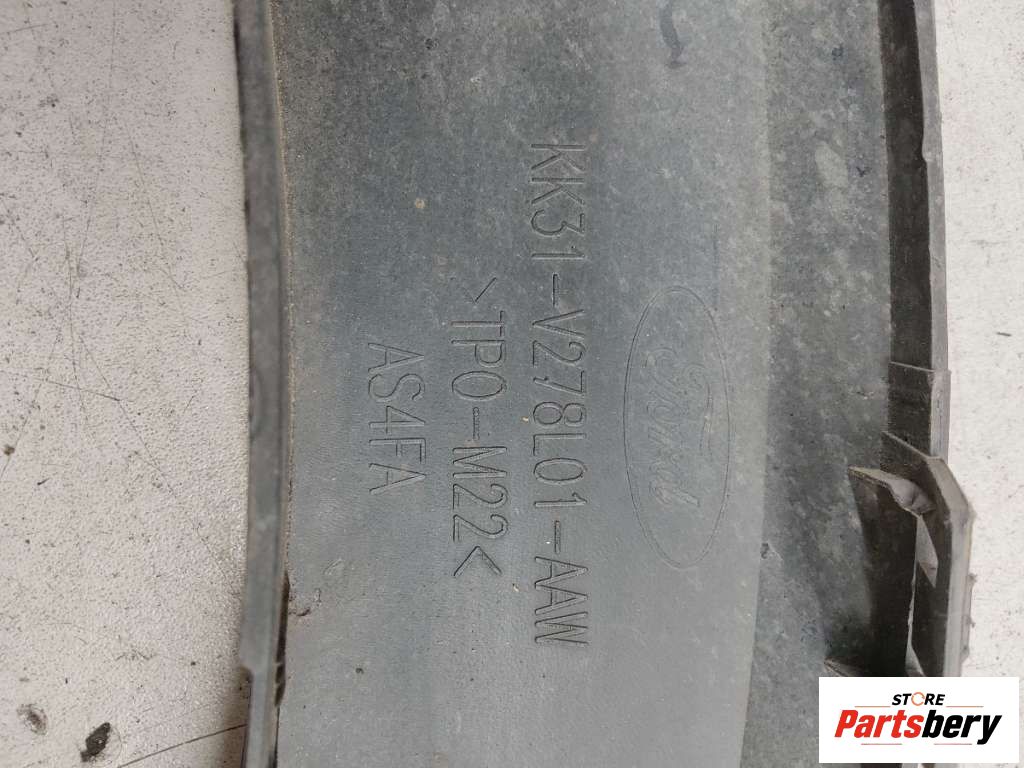 Ford
KK31-V278L01-AAW
>TPO-M22<
AS4FA
STORE
Partsbery